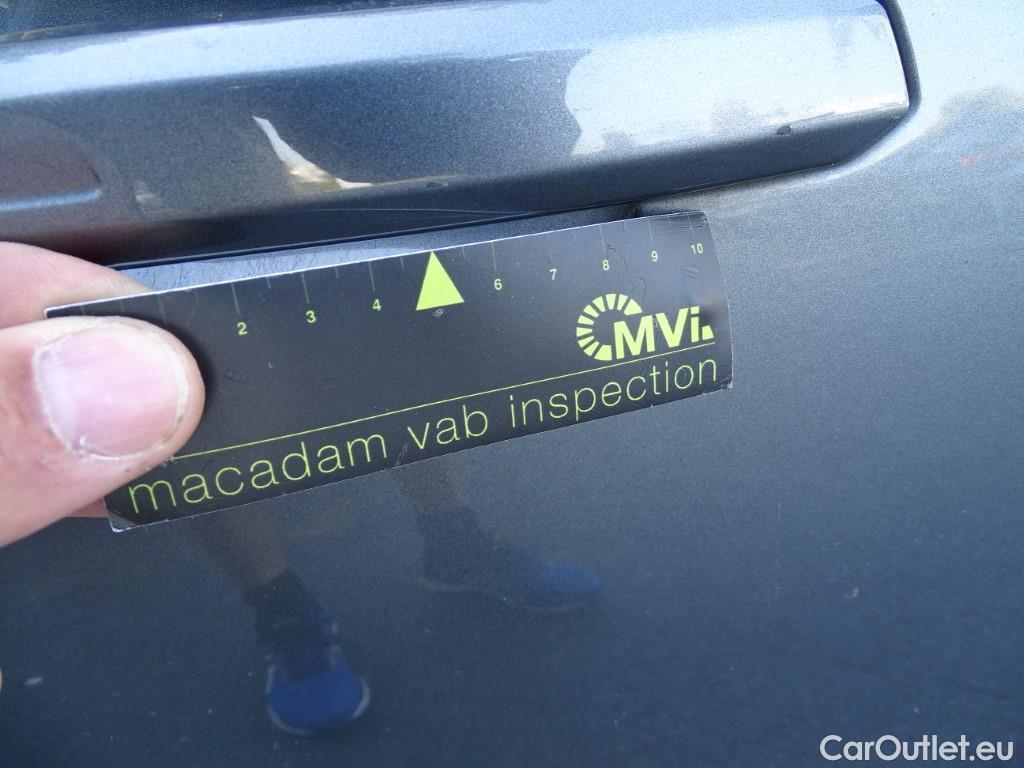 2 3 4 6 7 8 9 10
MVi.
macadam vab inspection
CarOutlet.eu